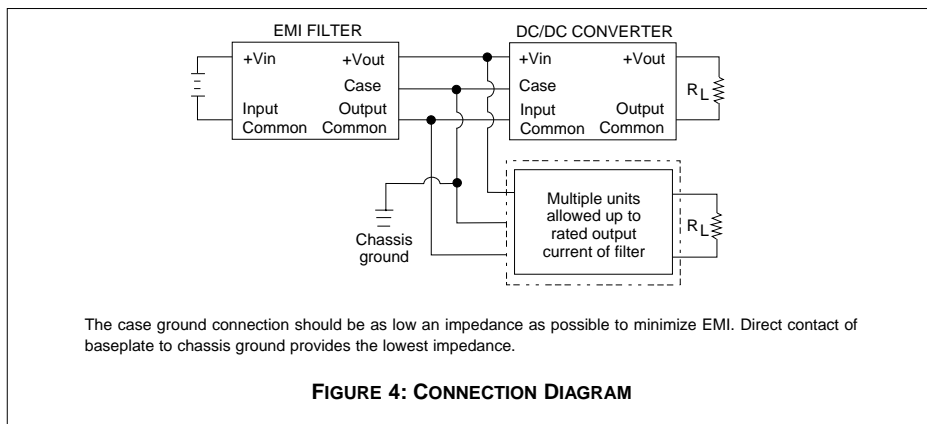 EMI FILTER
DC/DC CONVERTER
+Vin
+Vout
Case
Input
Common
Output
Common
+Vin
+Vout
Case
Input
Common
Output
Common
RL
Multiple units
allowed up to
rated output
current of filter
RL
Chassis
ground
The case ground connection should be as low an impedance as possible to minimize EMI. Direct contact of
baseplate to chassis ground provides the lowest impedance.
FIGURE 4: CONNECTION DIAGRAM